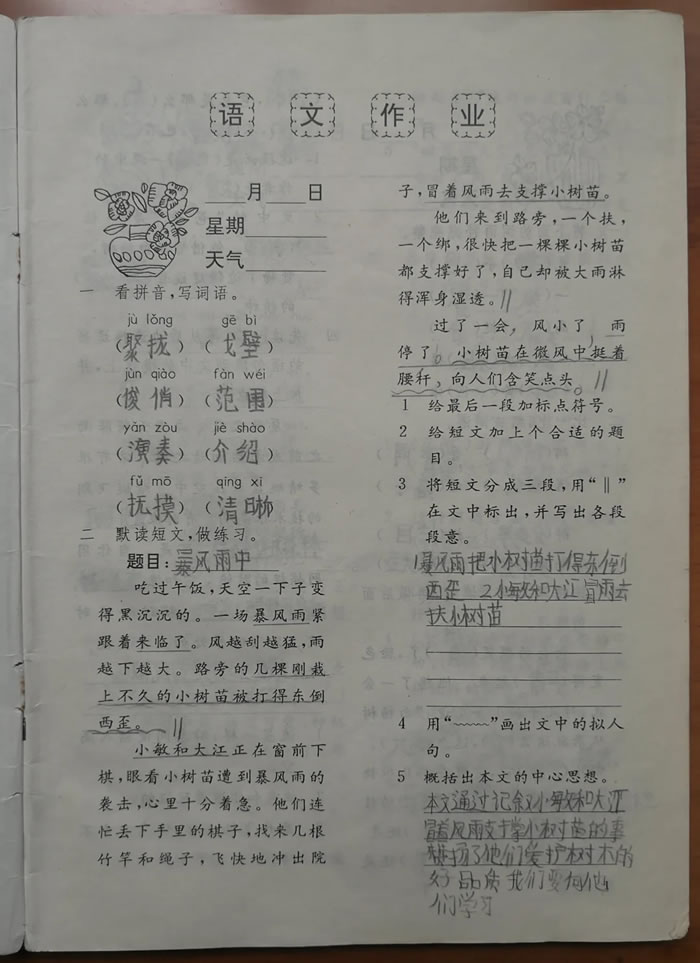 语文作业
月 日
星期
天气
一 看拼音,写词语。
jù lǒng gē bì
(聚拢) (戈壁)
jùn qiào fàn wéi
(俊俏) (范围)
yǎn zòu jiè shào
(演奏) (介绍)
fǔ mō qīng xī
(抚摸) (清晰)
二 默读短文,做练习。
题目:暴风雨中
吃过午饭,天空一下子变
得黑沉沉的。一场暴风雨紧
跟着来临了。风越刮越猛,雨
越下越大。路旁的几棵刚栽
上不久的小树苗被打得东倒
西歪。‖
小敏和大江正在窗前下
棋,眼看小树苗遭到暴风雨的
袭击,心里十分着急。他们连
忙丢下手里的棋子,找来几根
竹竿和绳子,飞快地冲出院
子,冒着风雨去支撑小树苗。
他们来到路旁,一个扶,
一个绑,很快把一棵棵小树苗
都支撑好了,自己却被大雨淋
得浑身湿透。‖
过了一会,风小了,雨
停了。小树苗在微风中挺着
腰杆,向人们含笑点头。‖
1 给最后一段加标点符号。
2 给短文加上个合适的题
目。
3 将短文分成三段,用“‖”
在文中标出,并写出各段
段意。
1暴风雨把小树苗打得东倒
西歪 2小敏和大江冒雨去
扶小树苗
4 用“﹏﹏”画出文中的拟人
句。
5 概括出本文的中心思想。
本文通过记叙小敏和大江
冒着风雨支撑小树苗的事
赞扬了他们爱护树木的
好品质 我们要向他
们学习